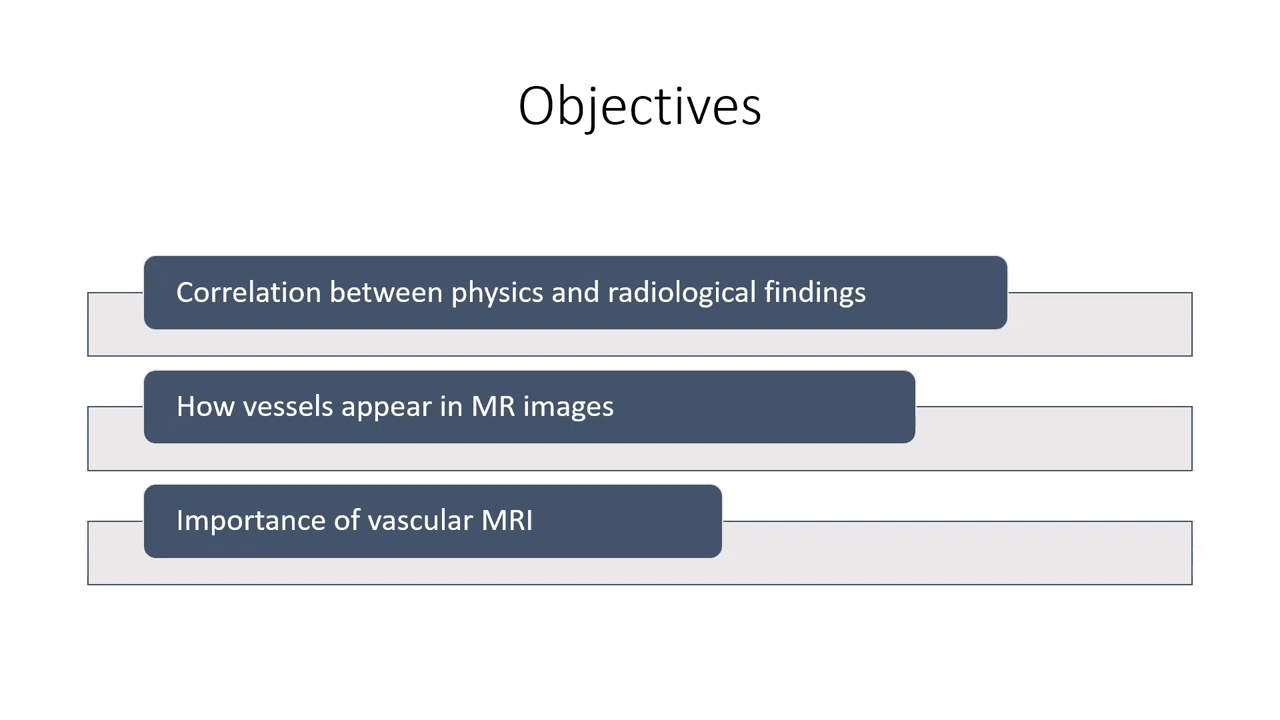 Objectives
Correlation between physics and radiological findings
How vessels appear in MR images
Importance of vascular MRI